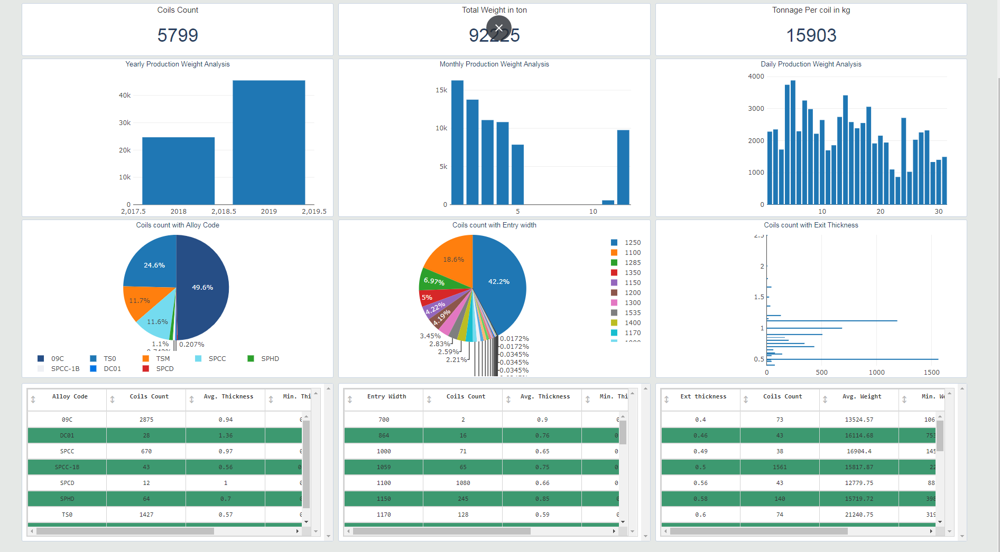 Coils Count
5799
Total Weight in ton
92225
Tonnage Per coil in kg
15903
Yearly Production Weight Analysis
40k
30k
20k
10k
0
2,017.5 2018 2,018.5 2019 2,019.5
Monthly Production Weight Analysis
15k
10k
5k
0
5 10
Daily Production Weight Analysis
4000
3000
2000
1000
0
10 20 30
Coils count with Alloy Code
49.6%
24.6%
11.7%
11.6%
1.1%
0.207%
09C TS0 TSM SPCC SPHD
SPCC-1B DC01 SPCD
Coils count with Entry width
42.2%
18.6%
6.97%
5%
4.22%
4.19%
3.45%
2.83%
2.59%
2.21%
0.0172%
0.0172%
0.0345%
0.0345%
0.0345%
1250
1100
1285
1350
1150
1200
1300
1535
1400
1170
Coils count with Exit Thickness
2.5
2
1.5
1
0.5
0 500 1000 1500
Alloy Code Coils Count Avg. Thickness Min. Thi
09C 2875 0.94
DC01 28 1.36
SPCC 670 0.97
SPCC-1B 43 0.56 0
SPCD 12 1
SPHD 64 0.7
TS0 1427 0.57
Entry Width Coils Count Avg. Thickness Min. Thi
700 2 0.9
864 16 0.76 0
1000 71 0.65 0
1059 65 0.75 0
1100 1080 0.66 0
1150 245 0.85 0
1170 128 0.59
Ext thickness Coils Count Avg. Weight Min. We
0.4 73 13524.57 106
0.46 43 16114.68 753
0.49 38 16904.4 145
0.5 1561 15817.87 22
0.56 43 12779.75 88
0.58 140 15719.72 398
0.6 74 21240.75 319